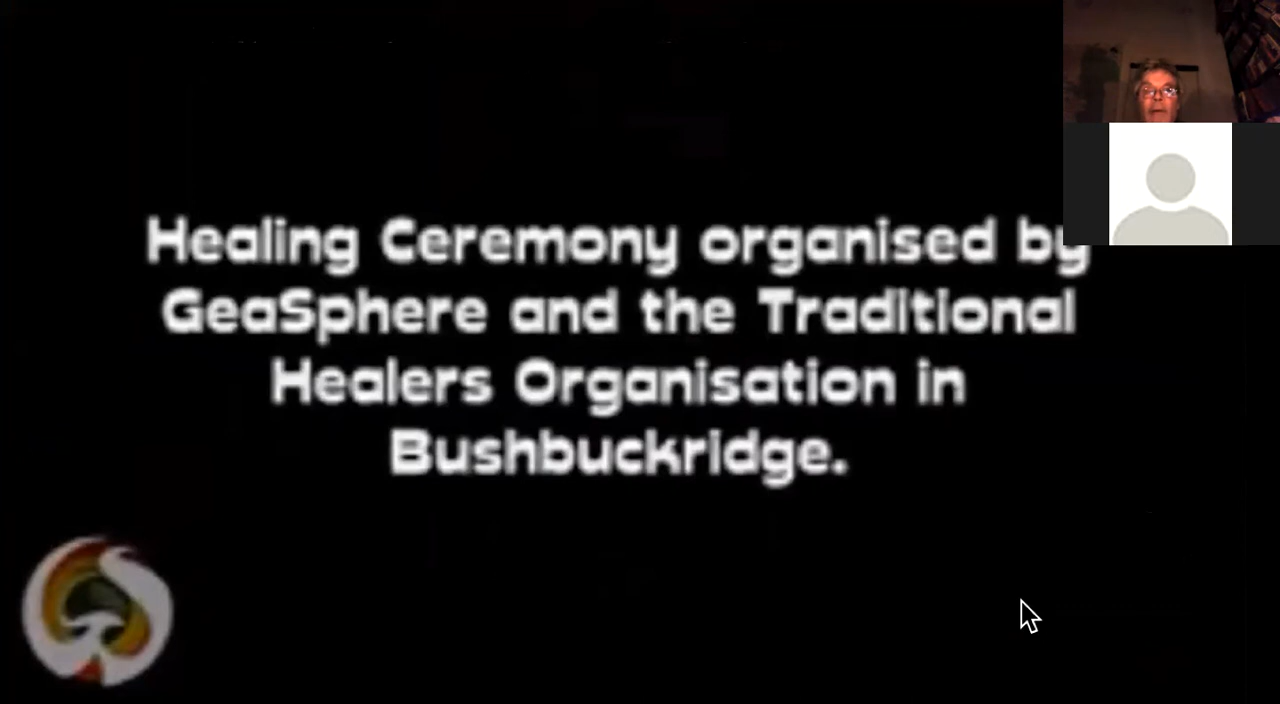 Healing Ceremony organised by
GeaSphere and the Traditional
Healers Organisation in
Bushbuckridge.